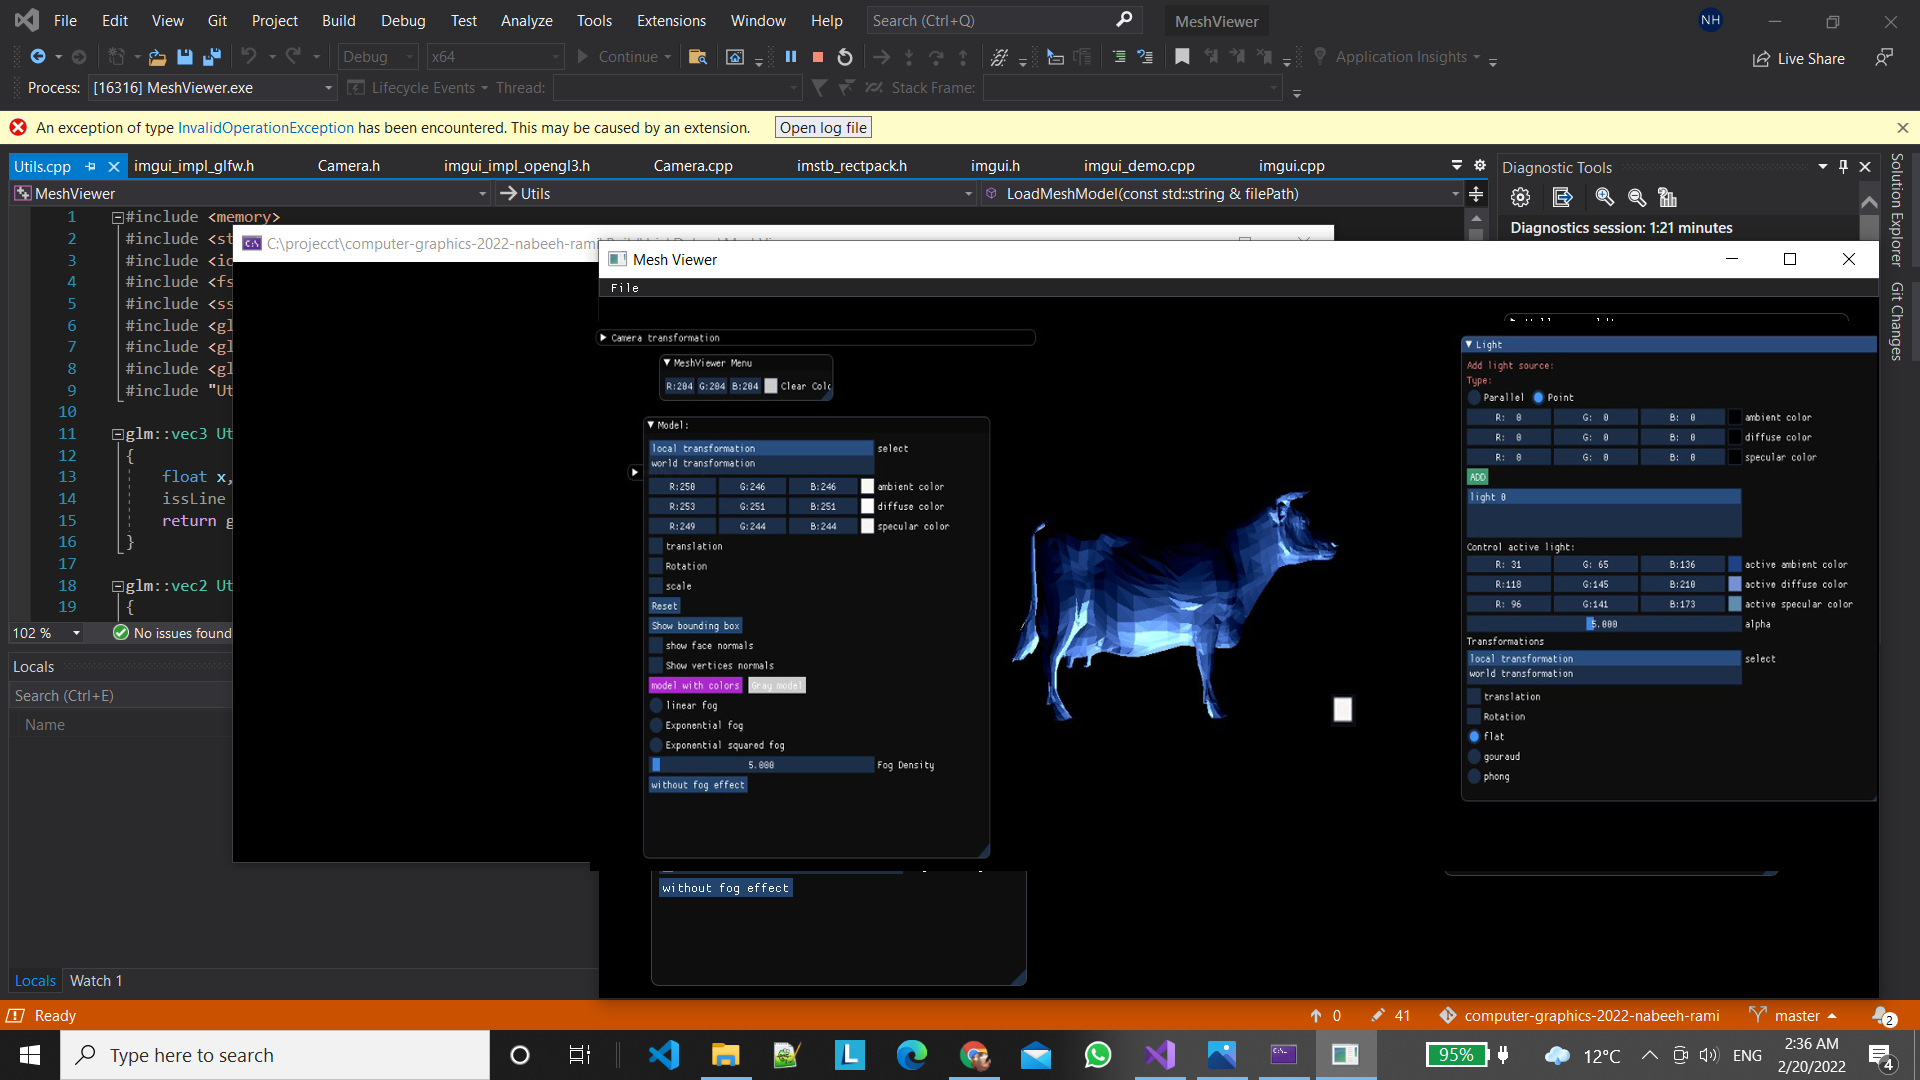 File Edit View Git Project Build Debug Test Analyze Tools Extensions Window Help Search (Ctrl+Q) MeshViewer NH
Debug x64 Continue Application Insights Live Share
Process: [16316] MeshViewer.exe Lifecycle Events Thread: Stack Frame:
An exception of type InvalidOperationException has been encountered. This may be caused by an extension. Open log file
Utils.cpp imgui_impl_glfw.h Camera.h imgui_impl_opengl3.h Camera.cpp imstb_rectpack.h imgui.h imgui_demo.cpp imgui.cpp
MeshViewer Utils LoadMeshModel(const std::string & filePath)
Diagnostic Tools
Diagnostics session: 1:21 minutes
Solution Explorer
Git Changes
1 #include <memory>
2 #include <st
3 #include <io
4 #include <fs
5 #include <ss
6 #include <gl
7 #include <gl
8 #include <gl
9 #include "Ut
10
11 glm::vec3 Ut
12 {
13 float x,
14 issLine
15 return g
16 }
17
18 glm::vec2 Ut
19 {
102 % No issues found
Locals
Search (Ctrl+E)
Name
Locals Watch 1
C:\projecct\computer-graphics-2022-nabeeh-rami
Mesh Viewer
File
Camera transformation
MeshViewer Menu
R:204 G:204 B:204 Clear Colo
Model:
local transformation select
world transformation
R:250 G:246 B:246 ambient color
R:253 G:251 B:251 diffuse color
R:249 G:244 B:244 specular color
translation
Rotation
scale
Reset
Show bounding box
show face normals
Show vertices normals
model with colors Gray model
linear fog
Exponential fog
Exponential squared fog
5.000 Fog Density
without fog effect
without fog effect
Light
Add light source:
Type:
Parallel Point
R: 0 G: 0 B: 0 ambient color
R: 0 G: 0 B: 0 diffuse color
R: 0 G: 0 B: 0 specular color
ADD
light 0
Control active light:
R: 31 G: 65 B:136 active ambient color
R:118 G:145 B:210 active diffuse color
R: 96 G:141 B:173 active specular color
5.000 alpha
Transformations
local transformation select
world transformation
translation
Rotation
flat
gouraud
phong
Ready 0 41 computer-graphics-2022-nabeeh-rami master 2
Type here to search 95% 12°C ENG 2:36 AM
2/20/2022 4